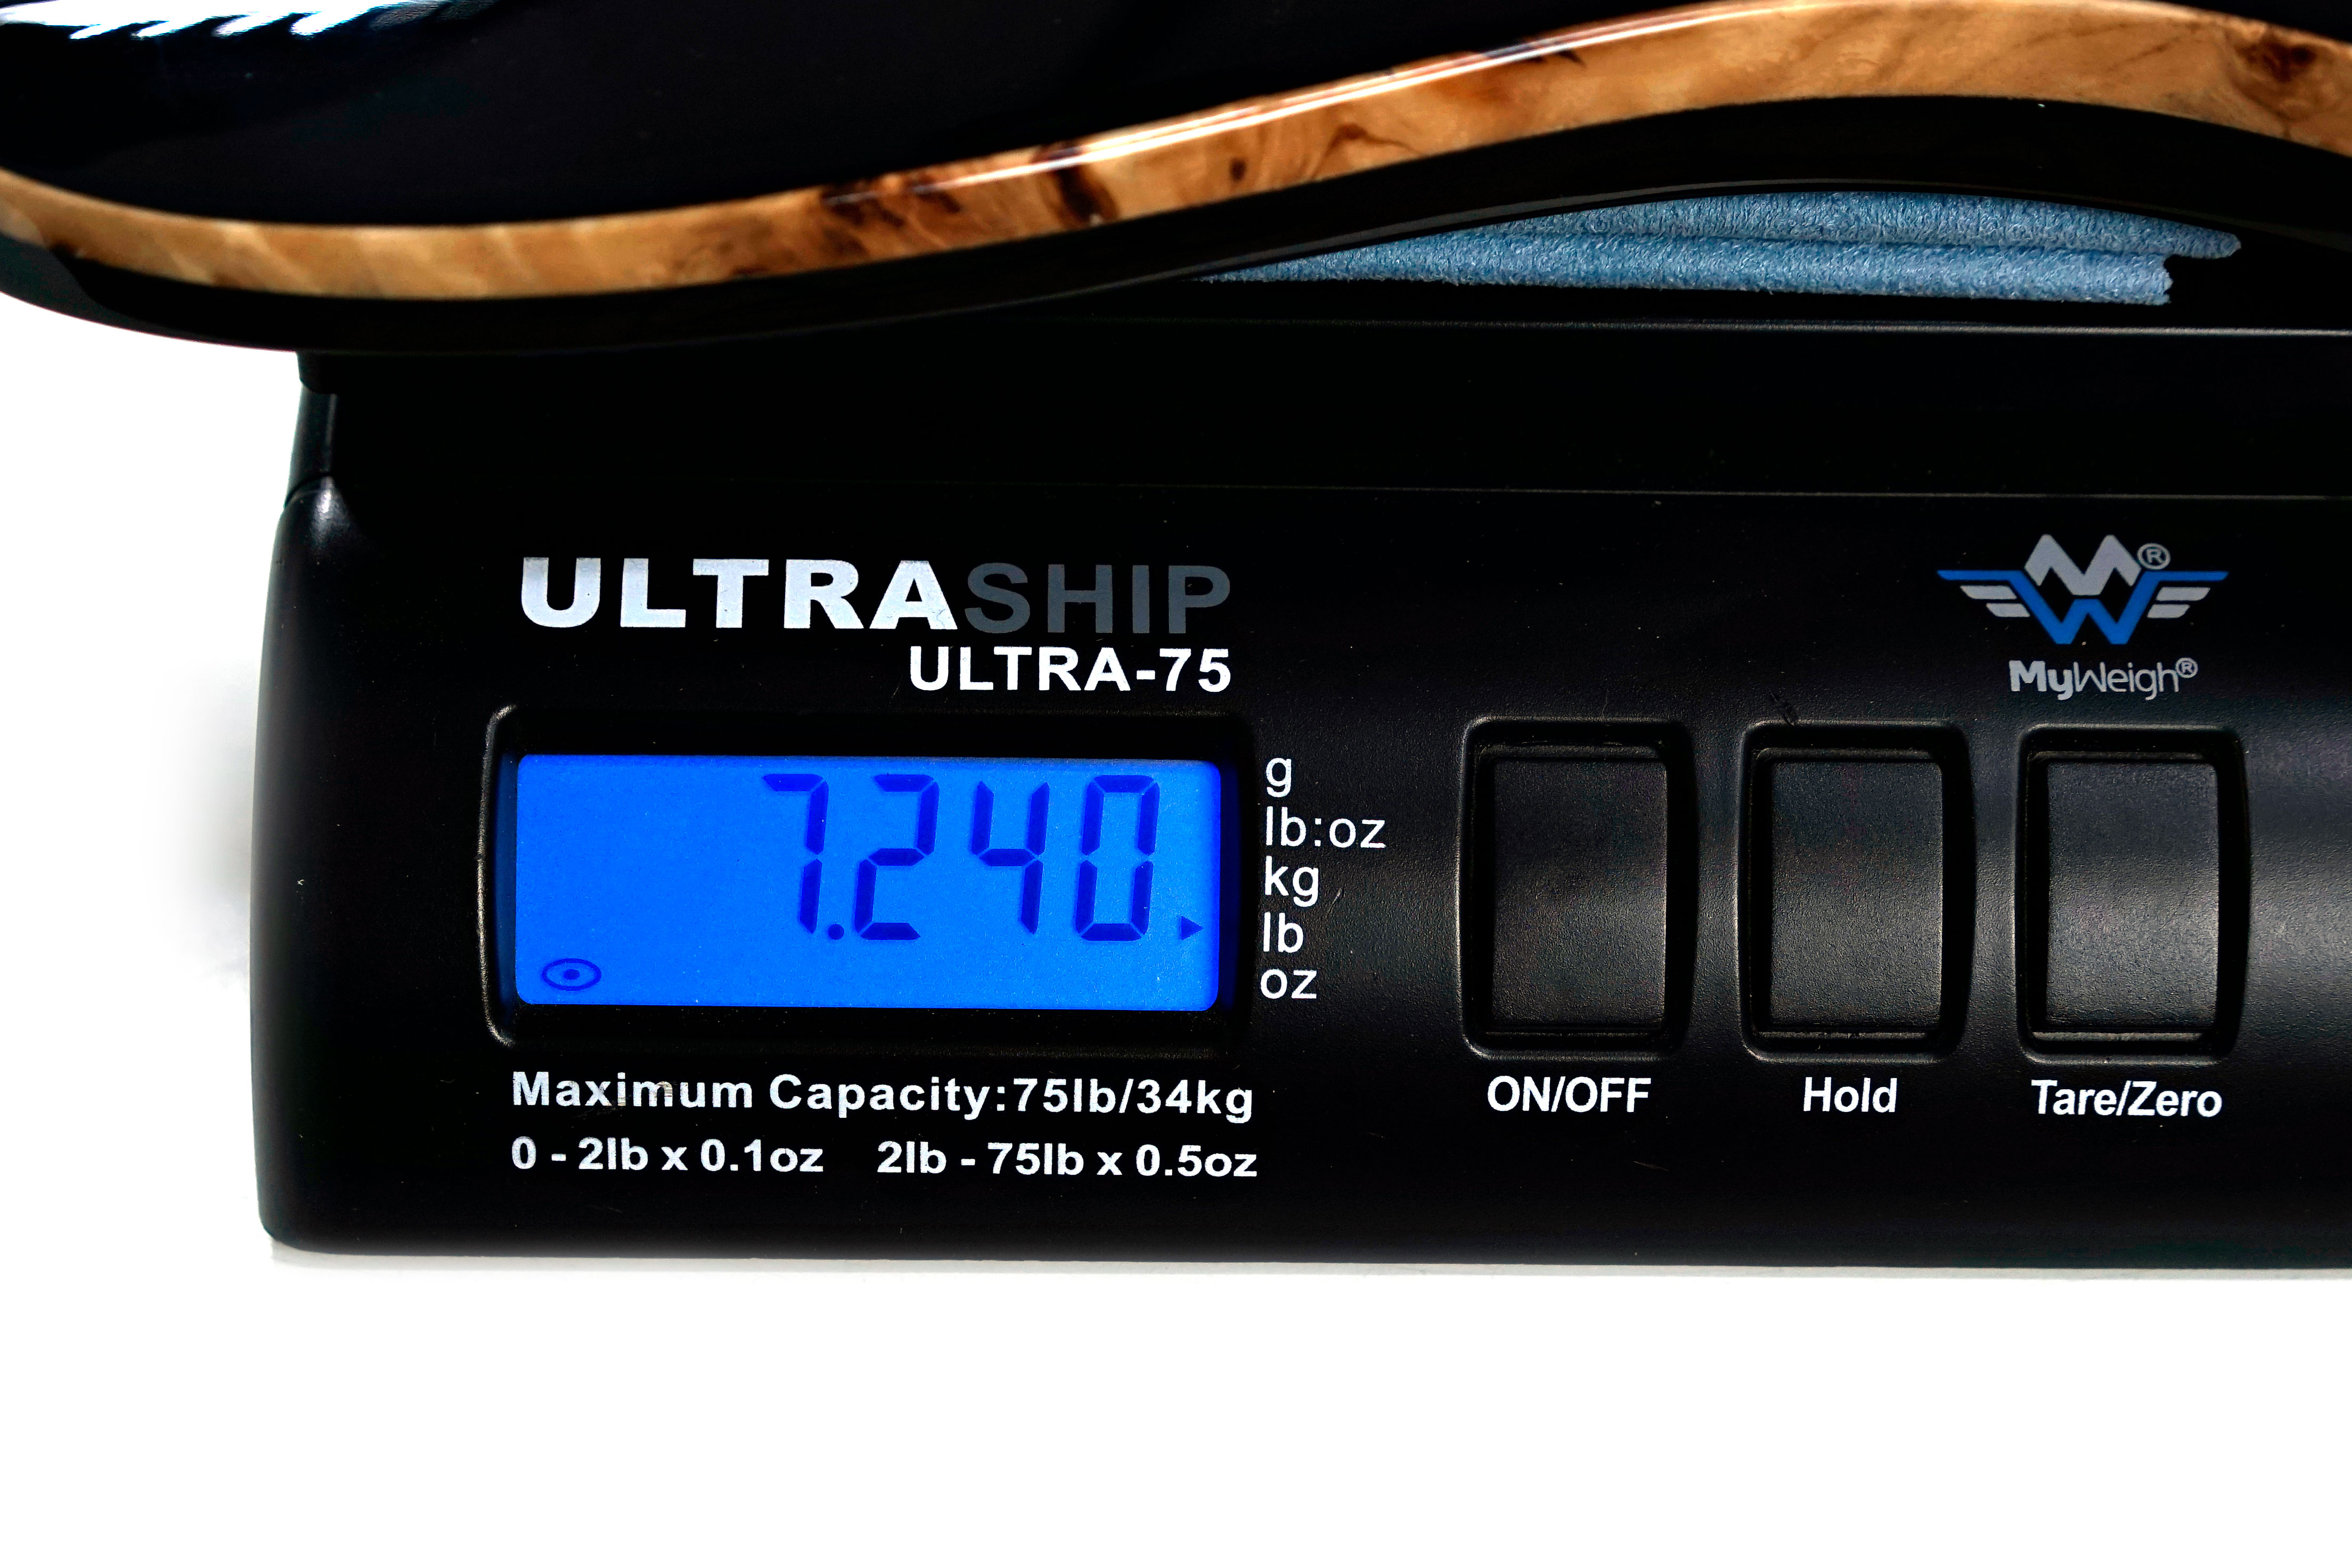 ULTRASHIP
ULTRA-75
MW®
MyWeigh®
7.240
g
lb:oz
kg
lb
oz
Maximum Capacity:75lb/34kg
0 - 2lb x 0.1oz 2lb - 75lb x 0.5oz
ON/OFF
Hold
Tare/Zero